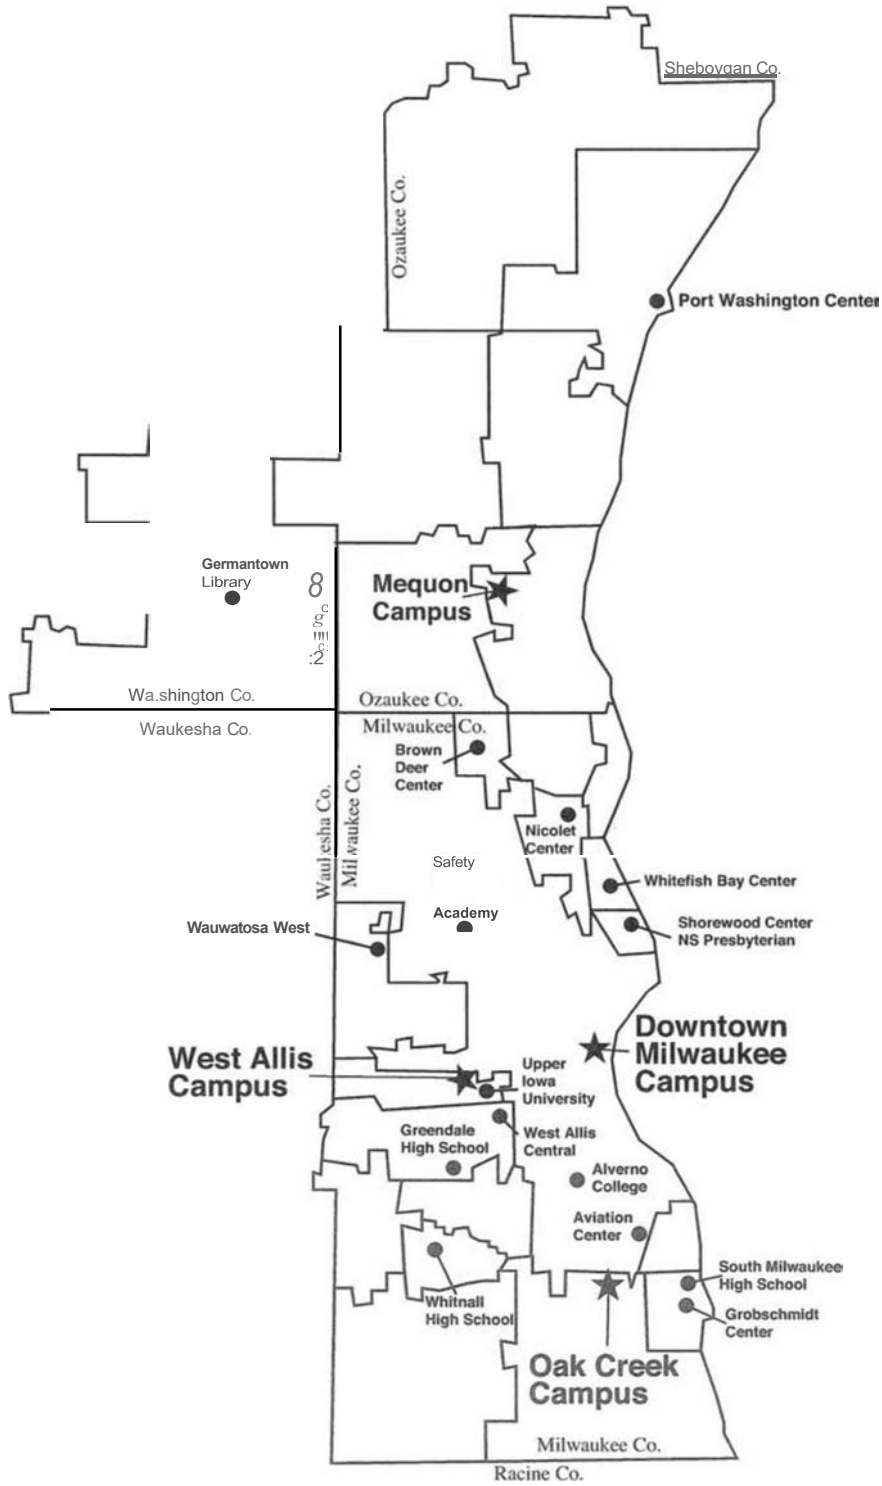 Sheboygan Co.
Ozaukee Co.
Port Washington Center
Germantown
Library
8
:2
Mequon
Campus
Wa.shington Co.
Ozaukee Co.
Waukesha Co.
Milwaukee Co.
Brown
Deer
Center
Waukesha Co.
Milwaukee Co.
Nicolet
Center
Safety
Whitefish Bay Center
Academy
Wauwatosa West
Shorewood Center
NS Presbyterian
Downtown
Milwaukee
Campus
West Allis
Campus
Upper
Iowa
University
Greendale
High School
West Allis
Central
Alverno
College
Aviation
Center
South Milwaukee
High School
Whitnall
High School
Grobschmidt
Center
Oak Creek
Campus
Milwaukee Co.
Racine Co.